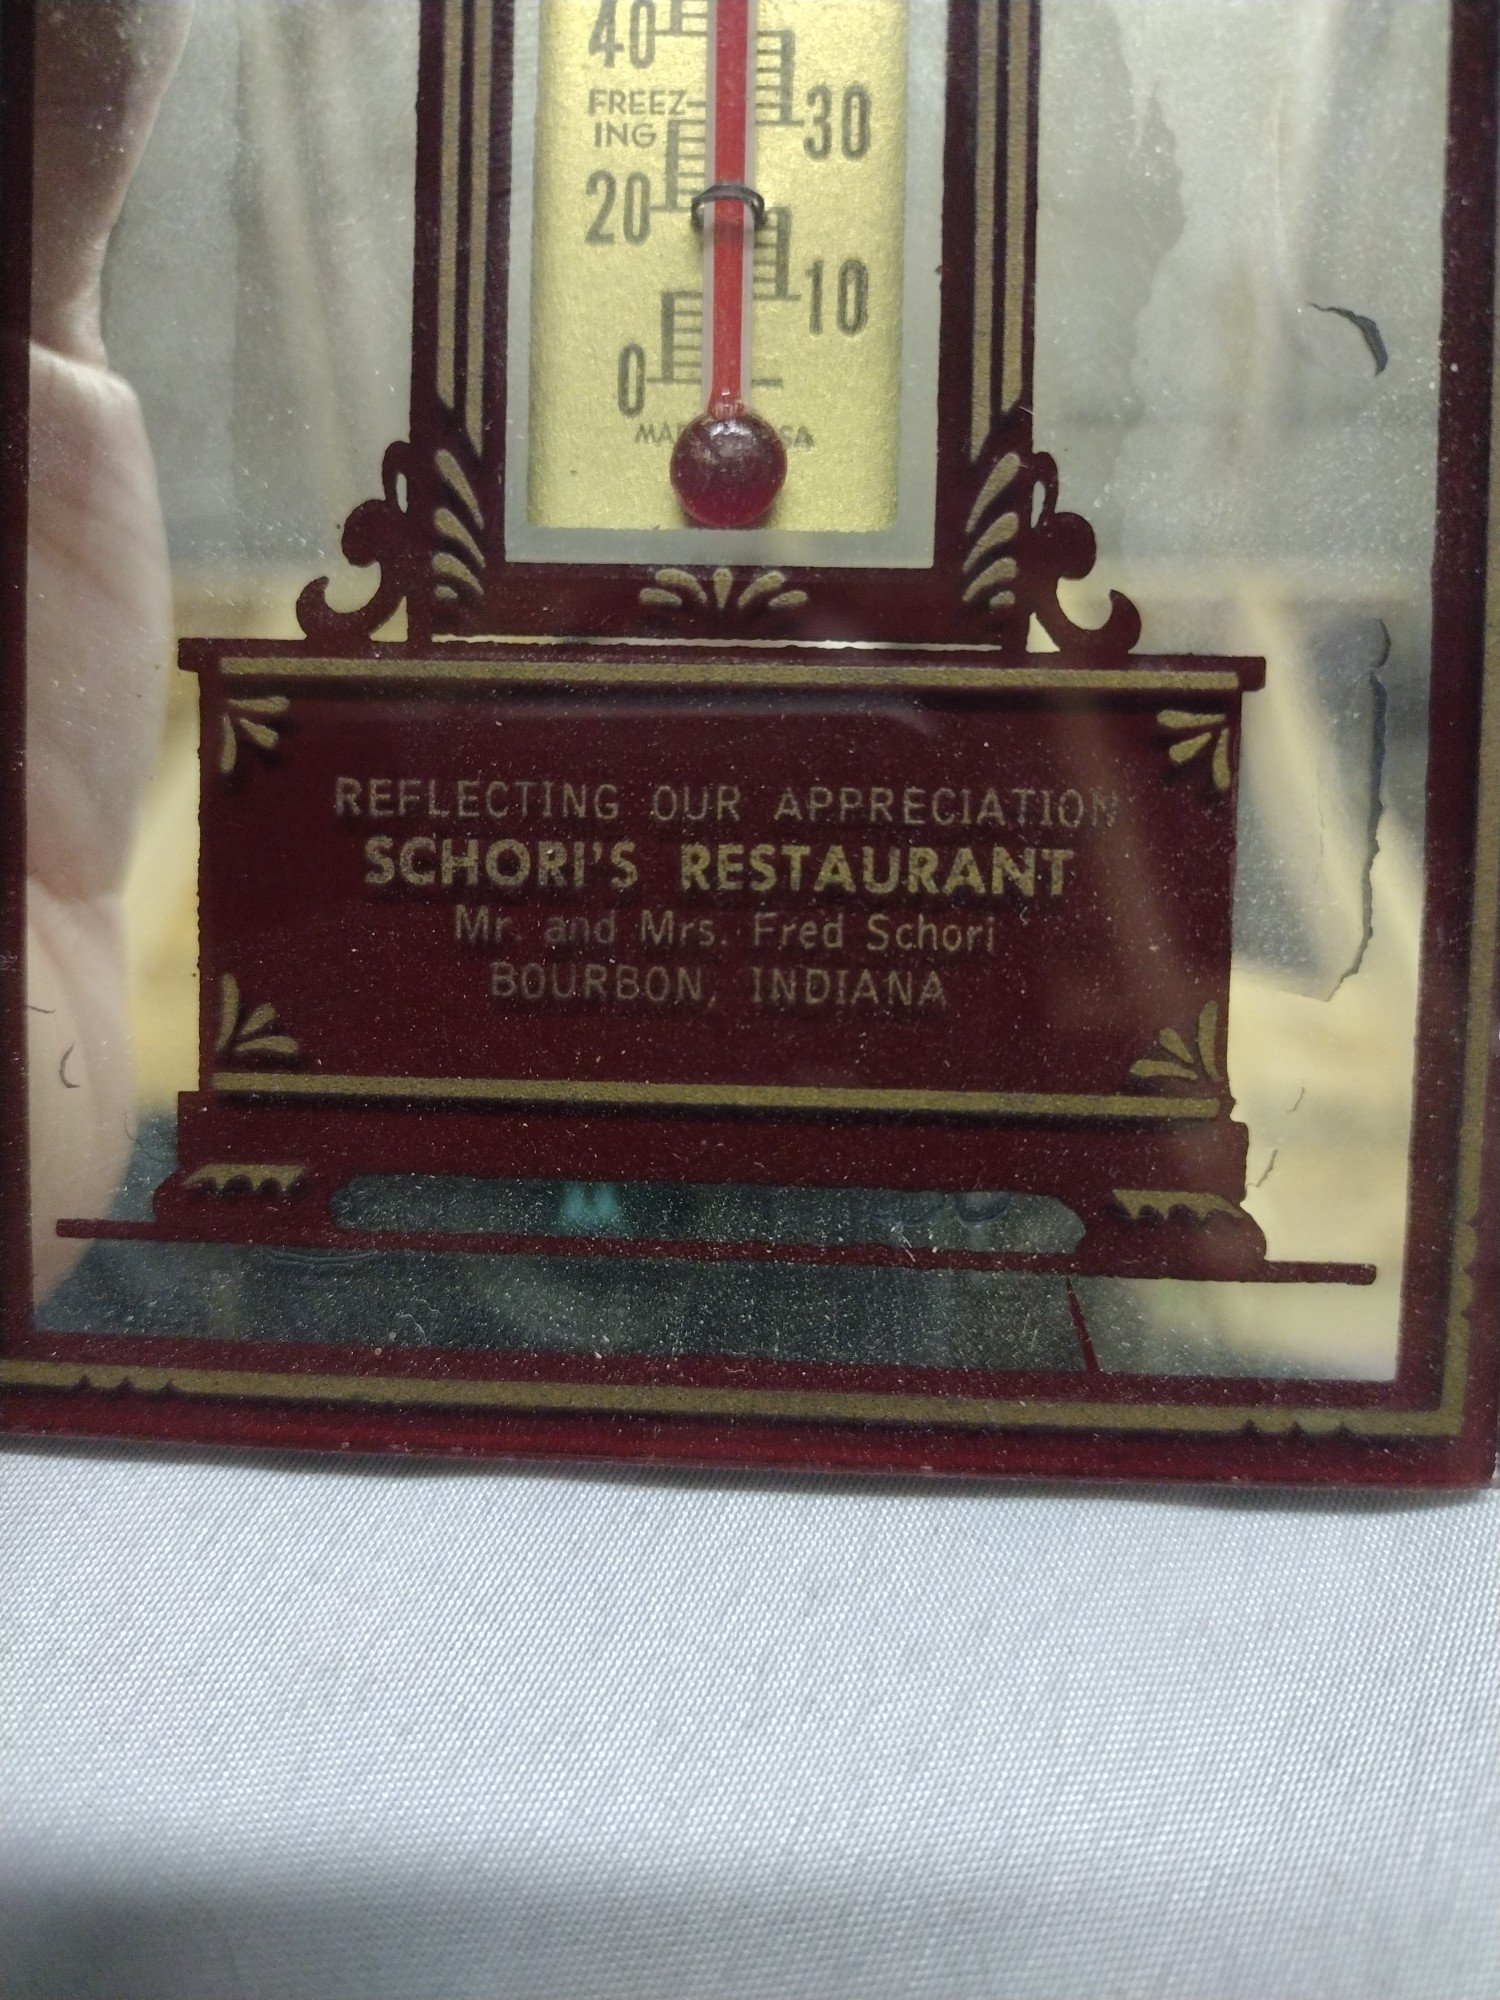 40
30
FREEZ-
ING
20
10
0
REFLECTING OUR APPRECIATION
SCHORI'S RESTAURANT
Mr. and Mrs. Fred Schori
BOURBON, INDIANA